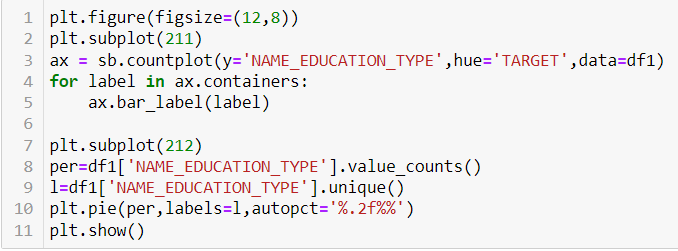 1 plt.figure(figsize=(12,8))
2 plt.subplot(211)
3 ax = sb.countplot(y='NAME_EDUCATION_TYPE',hue='TARGET',data=df1)
4 for label in ax.containers:
5     ax.bar_label(label)
6
7 plt.subplot(212)
8 per=df1['NAME_EDUCATION_TYPE'].value_counts()
9 l=df1['NAME_EDUCATION_TYPE'].unique()
10 plt.pie(per,labels=l,autopct='%.2f%%')
11 plt.show()